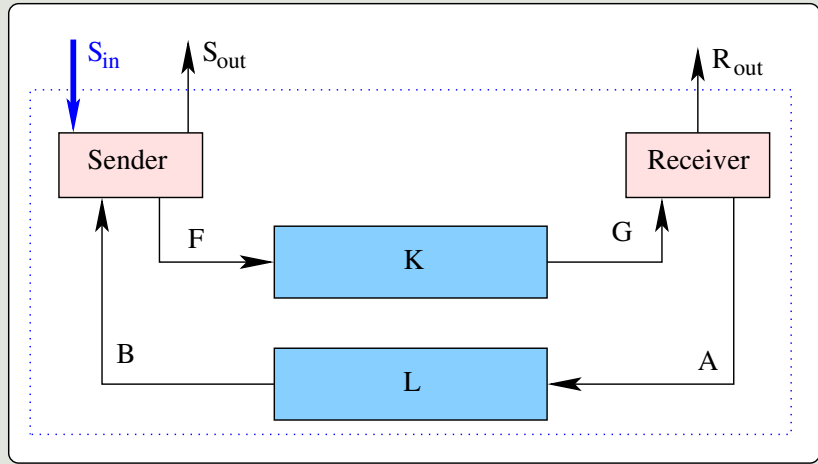 S_in
S_out
R_out
Sender
Receiver
F
G
K
B
A
L